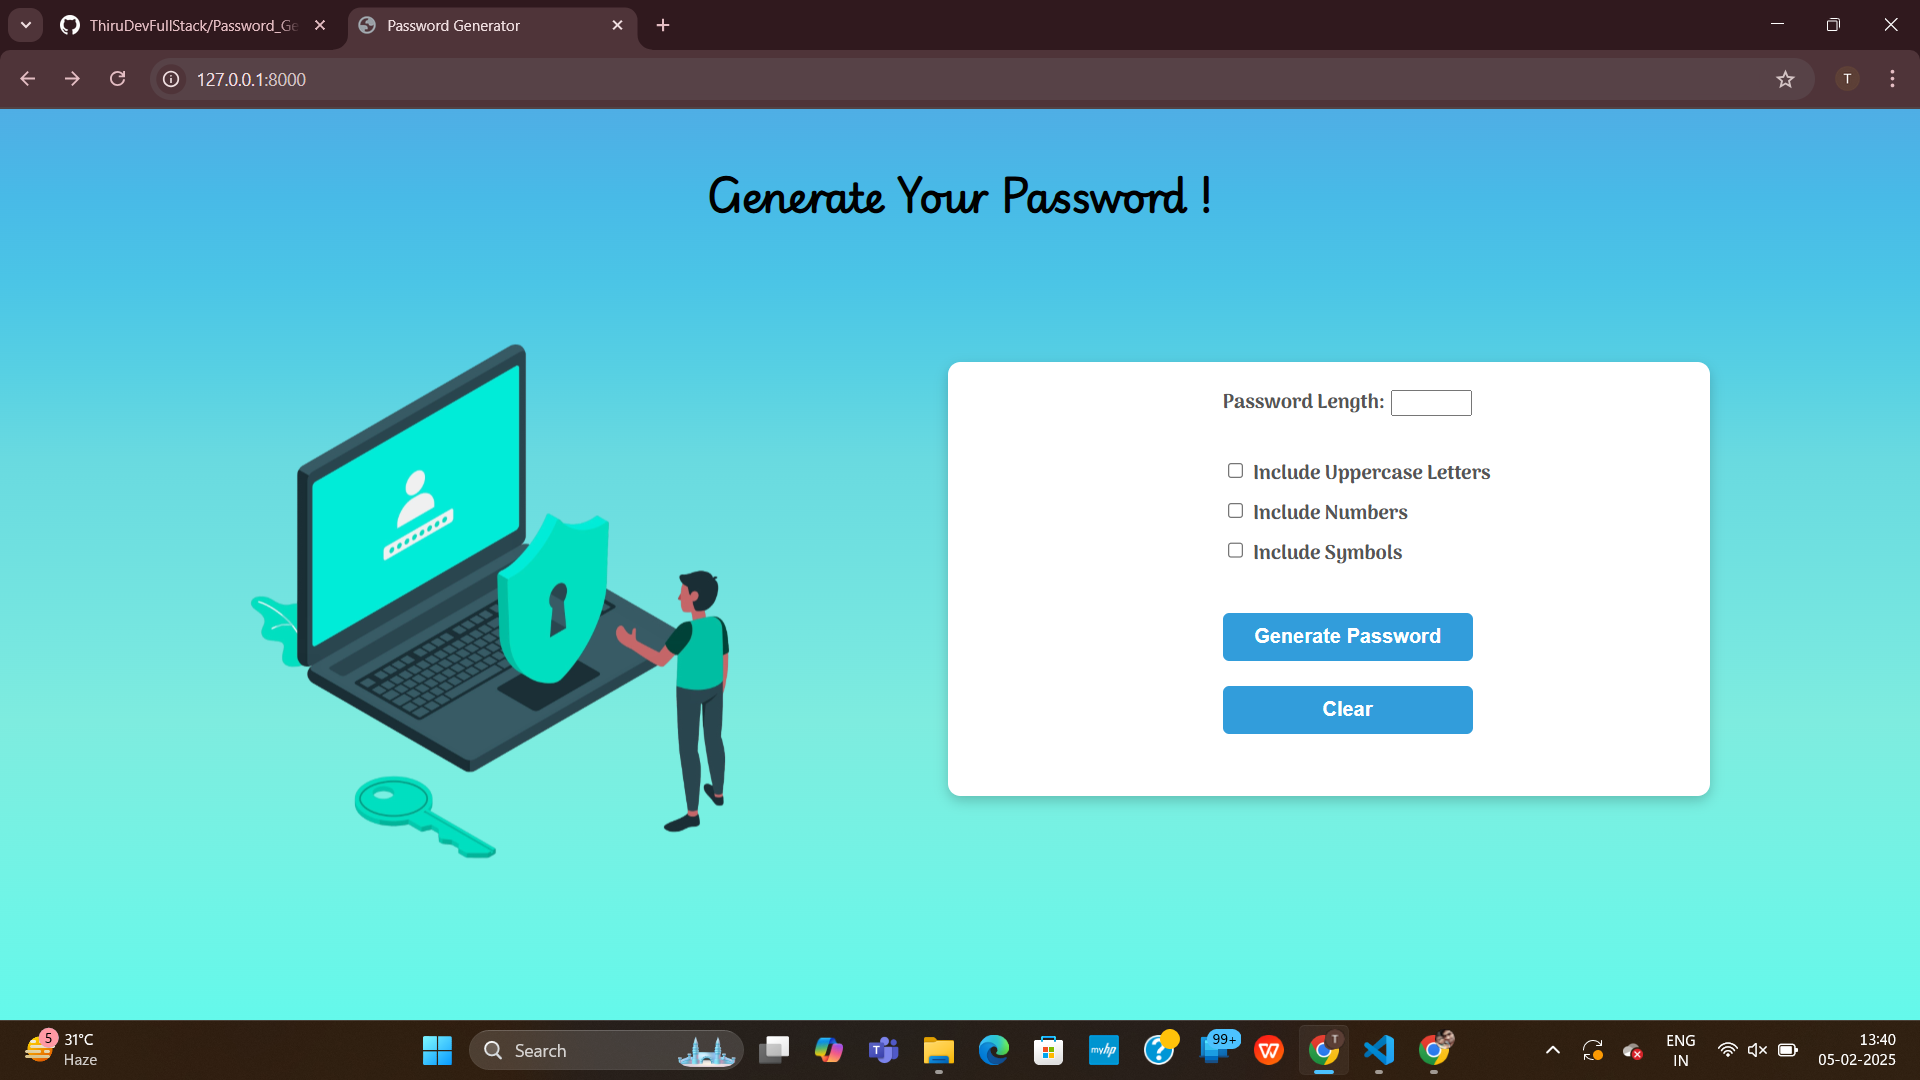 ThiruDevFullStack/Password_Ge
Password Generator
127.0.0.1:8000
T
Generate Your Password !
Password Length:
Include Uppercase Letters
Include Numbers
Include Symbols
Generate Password
Clear
5
31°C
Haze
Search
T
myhp
?
99+
W
T
ENG
IN
13:40
05-02-2025